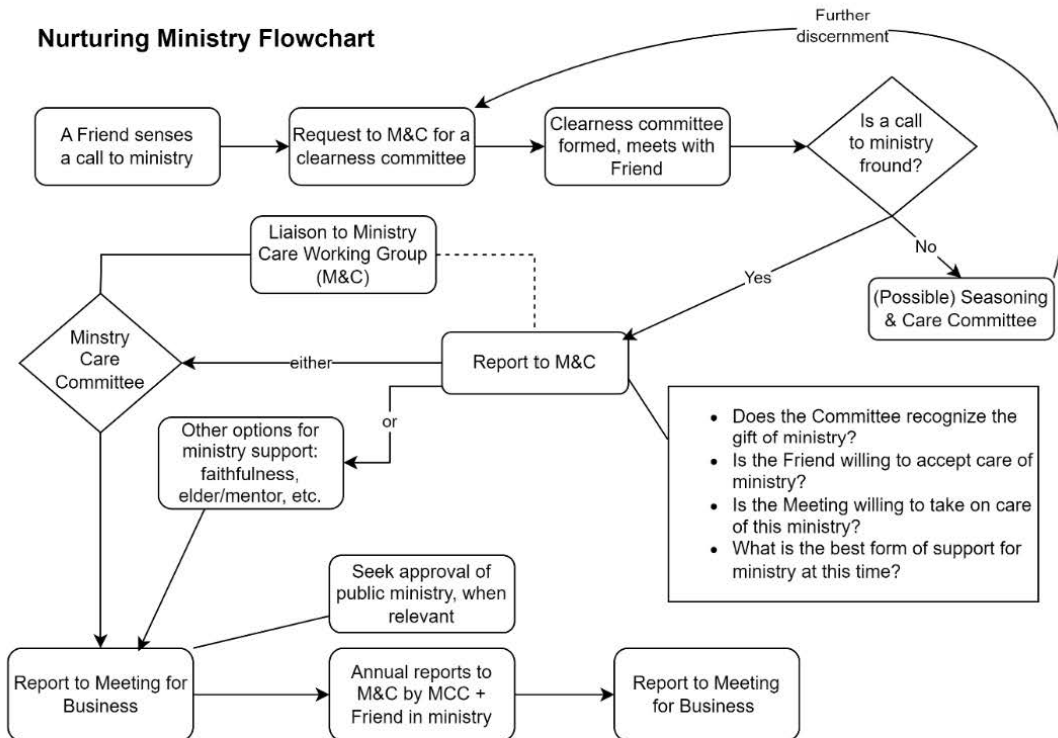 Nurturing Ministry Flowchart
Further
discernment
A Friend senses
a call to ministry
Request to M&C for a
clearness committee
Clearness committee
formed, meets with
Friend
Is a call
to ministry
fround?
No
Yes
(Possible) Seasoning
& Care Committee
Liaison to Ministry
Care Working Group
(M&C)
Minstry
Care
Committee
either
Report to M&C
or
Other options for
ministry support:
faithfulness,
elder/mentor, etc.
• Does the Committee recognize the
gift of ministry?
• Is the Friend willing to accept care of
ministry?
• Is the Meeting willing to take on care
of this ministry?
• What is the best form of support for
ministry at this time?
Seek approval of
public ministry, when
relevant
Report to Meeting for
Business
Annual reports to
M&C by MCC +
Friend in ministry
Report to Meeting
for Business